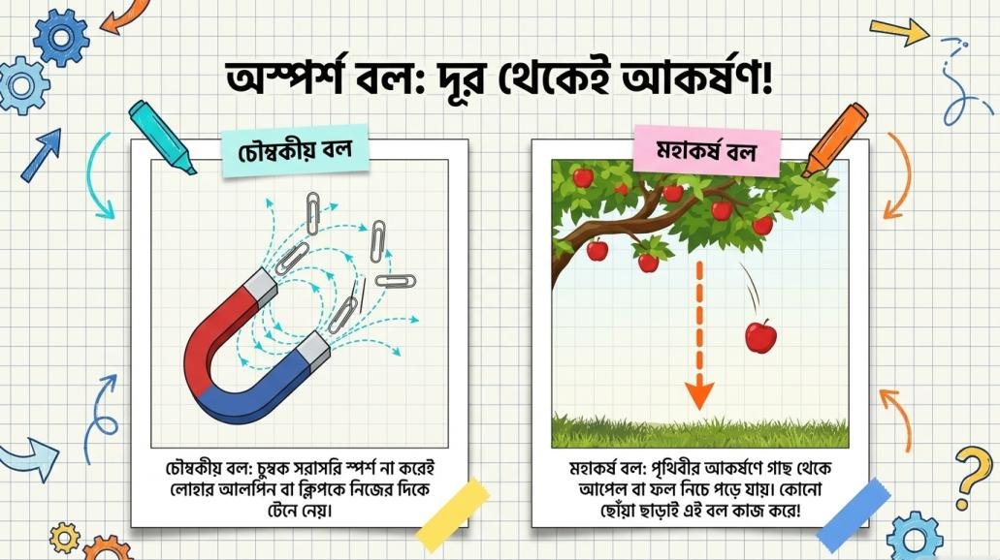 অস্পর্শ বল: দূর থেকেই আকর্ষণ!
চৌম্বকীয় বল
চৌম্বকীয় বল: চুম্বক সরাসরি স্পর্শ না করেই
লোহার আলপিন বা ক্লিপকে নিজের দিকে
টেনে নেয়।
মহাকর্ষ বল
মহাকর্ষ বল: পৃথিবীর আকর্ষণে গাছ থেকে
আপেল বা ফল নিচে পড়ে যায়। কোনো
ছোঁয়া ছাড়াই এই বল কাজ করে!